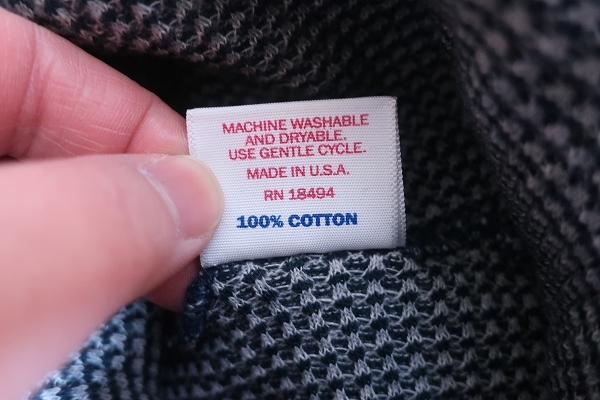 MACHINE WASHABLE
AND DRYABLE.
USE GENTLE CYCLE.
MADE IN U.S.A.
RN 18494
100% COTTON